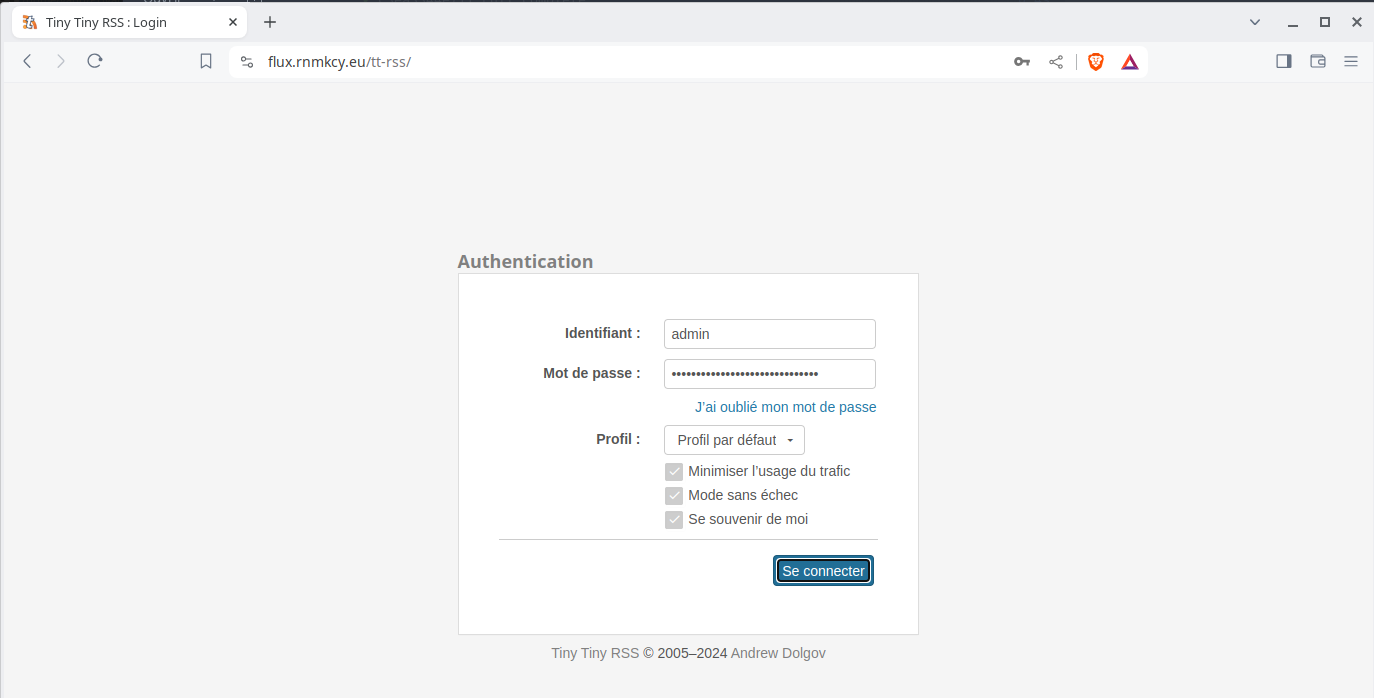 Tiny Tiny RSS : Login
flux.rnmkcy.eu/tt-rss/
Authentication
Identifiant : admin
Mot de passe : ••••••••••••••••••••••••••••••
J'ai oublié mon mot de passe
Profil : Profil par défaut
Minimiser l'usage du trafic
Mode sans échec
Se souvenir de moi
Se connecter
Tiny Tiny RSS © 2005–2024 Andrew Dolgov